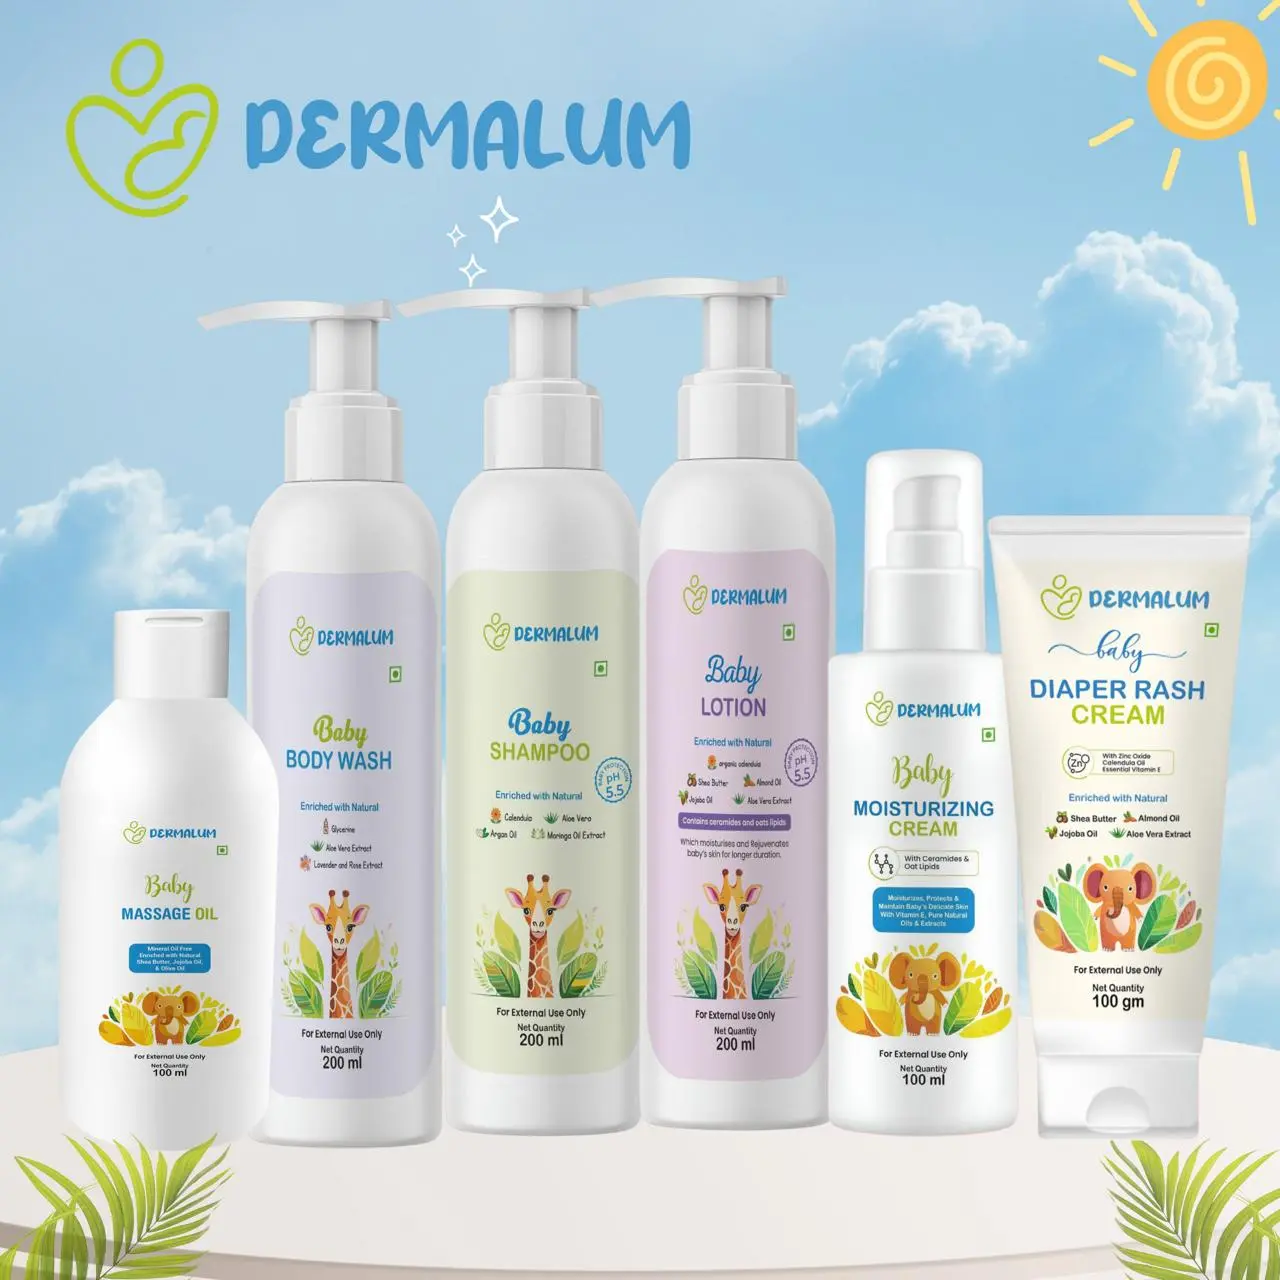 DERMALUM
DERMALUM
Baby
MASSAGE OIL
Mineral Oil Free
Enriched with Natural
Shea Butter, Jojoba Oil,
& Olive Oil
For External Use Only
Net Quantity
100 ml
DERMALUM
Baby
BODY WASH
Enriched with Natural
Glycerine
Aloe Vera Extract
Lavender and Rose Extract
For External Use Only
Net Quantity
200 ml
DERMALUM
Baby
SHAMPOO
BABY PROTECTION
pH
5.5
Enriched with Natural
Calendula Aloe Vera
Argan Oil Moringa Oil Extract
For External Use Only
Net Quantity
200 ml
DERMALUM
Baby
LOTION
Enriched with Natural
organic calendula
BABY PROTECTION
pH
5.5
Shea Butter Almond Oil
Jojoba Oil Aloe Vera Extract
Contains ceramides and oats lipids
Which moisturises and Rejuvenates
baby's skin for longer duration.
For External Use Only
Net Quantity
200 ml
DERMALUM
Baby
MOISTURIZING
CREAM
With Ceramides &
Oat Lipids
Moisturizes, Protects &
Maintain Baby's Delicate Skin
With Vitamin E, Pure Natural
Oils & Extracts
For External Use Only
Net Quantity
100 ml
DERMALUM
baby
DIAPER RASH
CREAM
ZnO
With Zinc Oxide
Calendula Oil
Essential Vitamin E
Enriched with Natural
Shea Butter Almond Oil
Jojoba Oil Aloe Vera Extract
For External Use Only
Net Quantity
100 gm